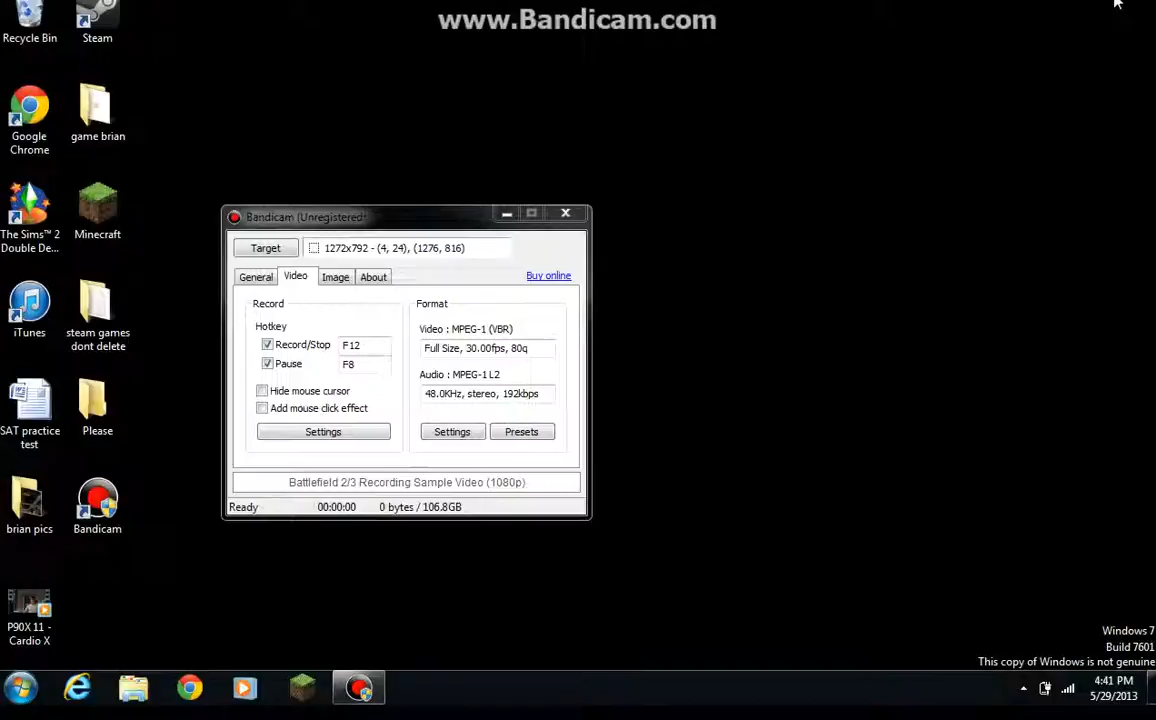 www.Bandicam.com
Recycle Bin
Steam
Google
Chrome
game brian
The Sims™ 2
Double De...
Minecraft
iTunes
steam games
dont delete
SAT practice
test
Please
brian pics
Bandicam
P90X 11 -
Cardio X
Bandicam (Unregistered)
Target
1272x792 - (4, 24), (1276, 816)
General
Video
Image
About
Buy online
Record
Hotkey
Record/Stop
F12
Pause
F8
Hide mouse cursor
Add mouse click effect
Settings
Format
Video : MPEG-1 (VBR)
Full Size, 30.00fps, 80q
Audio : MPEG-1 L2
48.0KHz, stereo, 192kbps
Settings
Presets
Battlefield 2/3 Recording Sample Video (1080p)
Ready
00:00:00
0 bytes / 106.8GB
Windows 7
Build 7601
This copy of Windows is not genuine
4:41 PM
5/29/2013